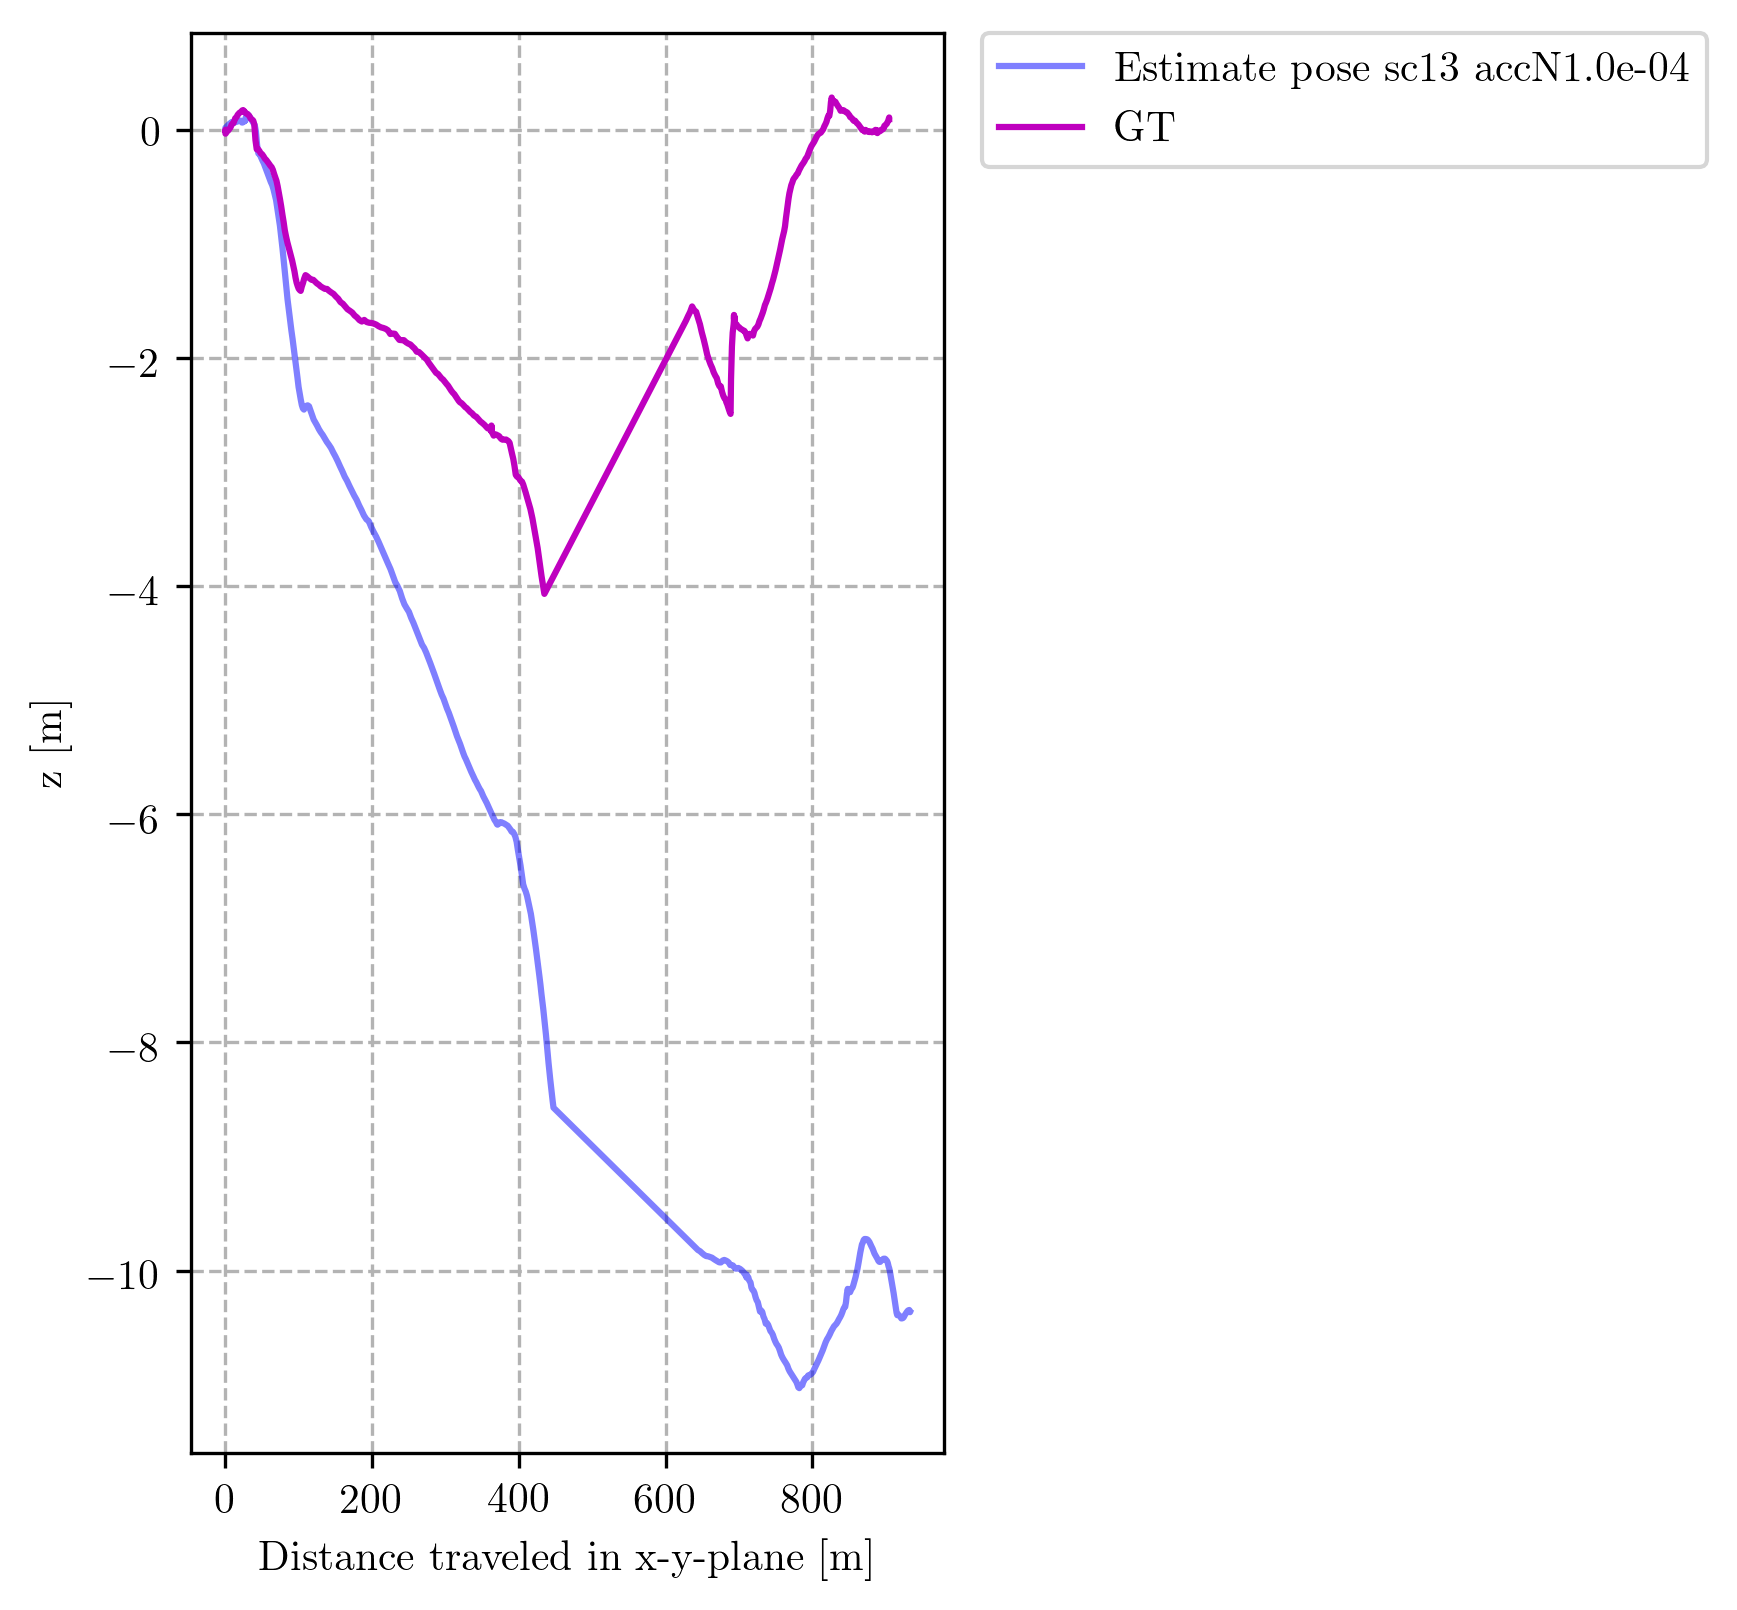 Estimate pose sc13 accN1.0e-04
GT
0
−2
−4
−6
−8
−10
z [m]
0 200 400 600 800
Distance traveled in x-y-plane [m]